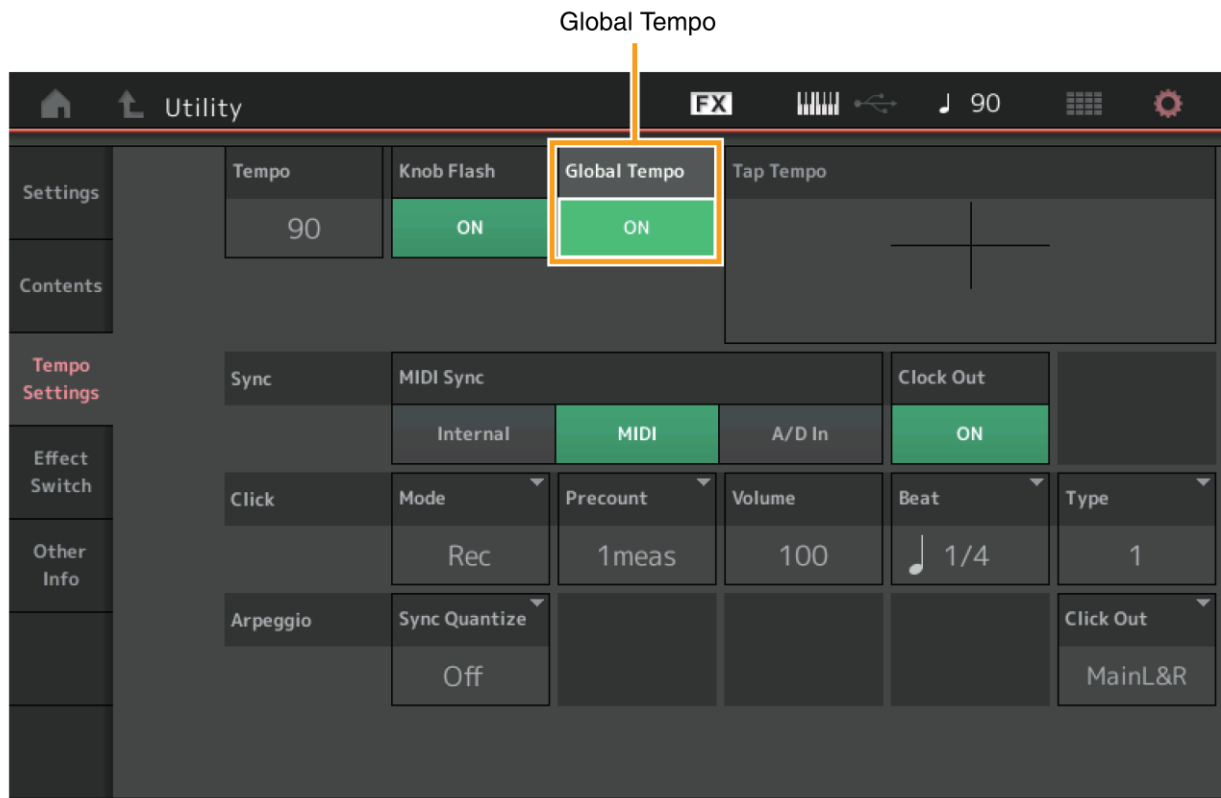 Global Tempo
Utility
FX
90
Settings
Contents
Tempo
Settings
Effect
Switch
Other
Info
Tempo
90
Knob Flash
ON
Global Tempo
ON
Tap Tempo
Sync
MIDI Sync
Internal
MIDI
A/D In
Clock Out
ON
Click
Mode
Rec
Precount
1meas
Volume
100
Beat
1/4
Type
1
Arpeggio
Sync Quantize
Off
Click Out
MainL&R